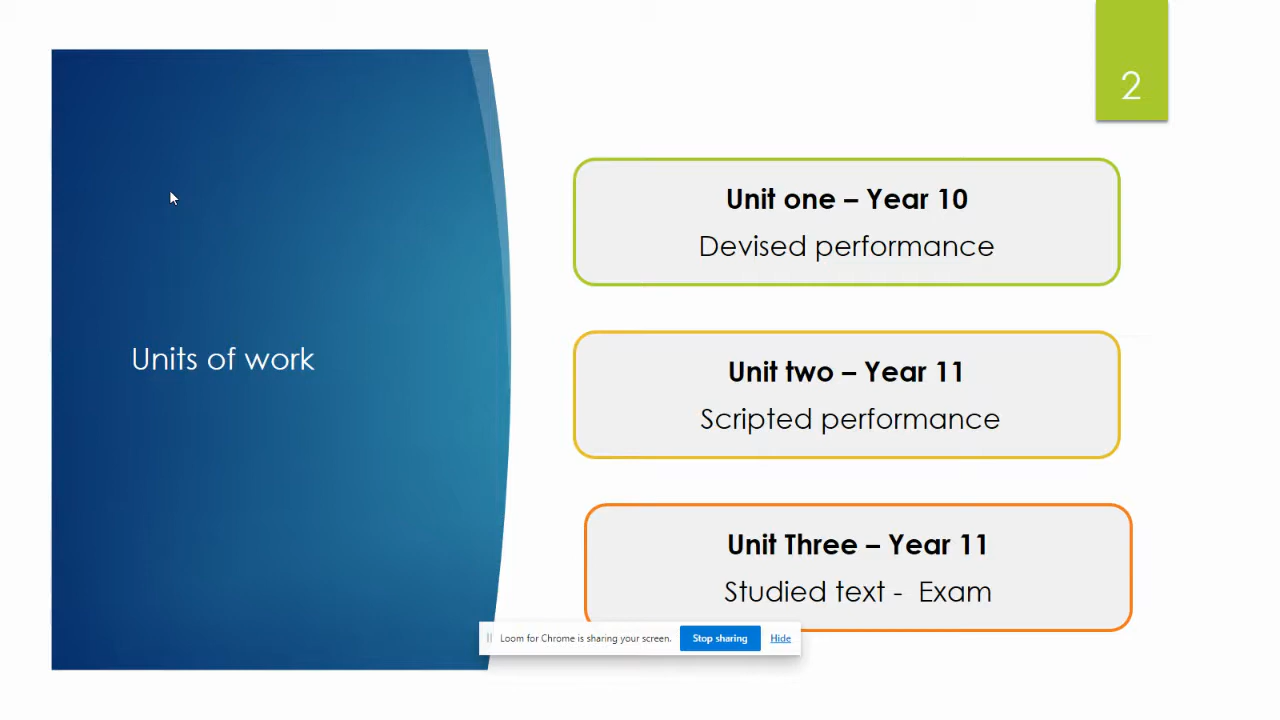 2
Units of work
Unit one – Year 10
Devised performance
Unit two – Year 11
Scripted performance
Unit Three – Year 11
Studied text -  Exam
Loom for Chrome is sharing your screen.
Stop sharing
Hide